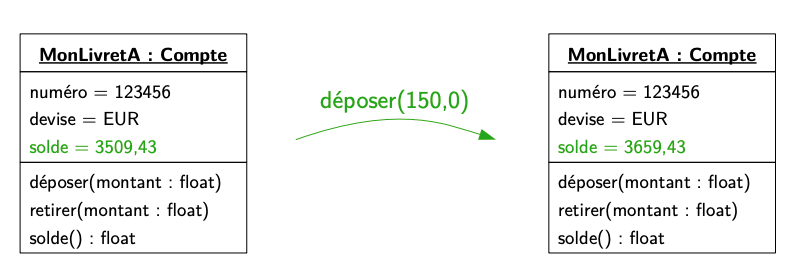 MonLivretA : Compte
numéro = 123456
devise = EUR
solde = 3509,43
déposer(montant : float)
retirer(montant : float)
solde() : float
déposer(150,0)
MonLivretA : Compte
numéro = 123456
devise = EUR
solde = 3659,43
déposer(montant : float)
retirer(montant : float)
solde() : float